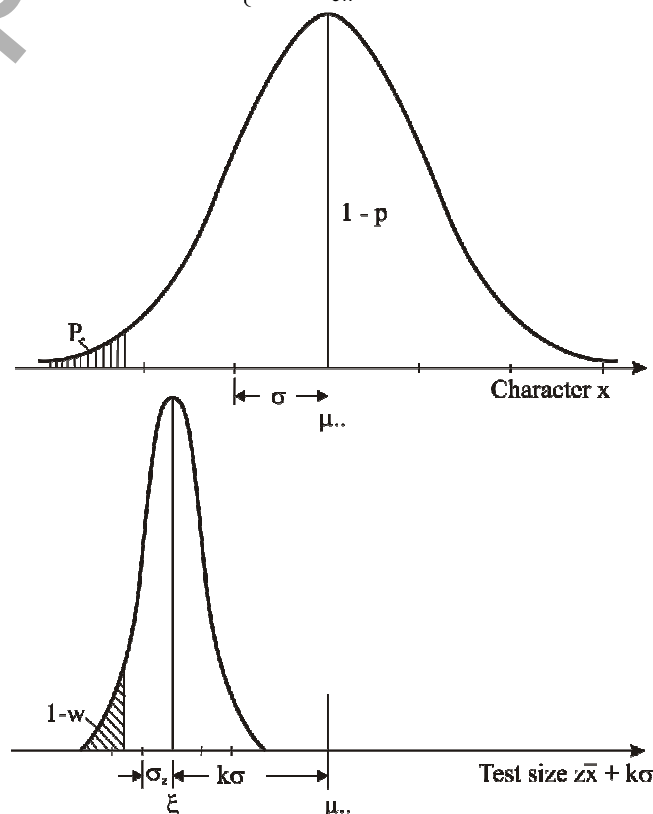 1 - p
P
σ
Character x
μ..
1-w
σz kσ
Test size zx̄ + kσ
ξ
μ..